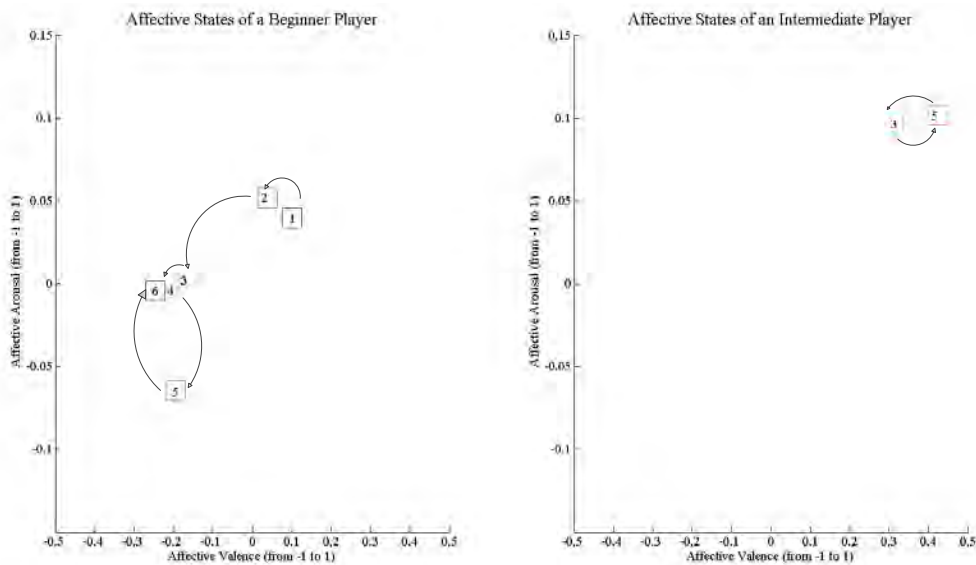 Affective States of a Beginner Player
0.15
0.1
0.05
0
-0.05
-0.1
Affective Arousal (from -1 to 1)
1
2
3
4
6
5
-0.5 -0.4 -0.3 -0.2 -0.1 0 0.1 0.2 0.3 0.4 0.5
Affective Valence (from -1 to 1)
Affective States of an Intermediate Player
0.15
0.1
0.05
0
-0.05
-0.1
Affective Arousal (from -1 to 1)
3
5
-0.5 -0.4 -0.3 -0.2 -0.1 0 0.1 0.2 0.3 0.4 0.5
Affective Valence (from -1 to 1)